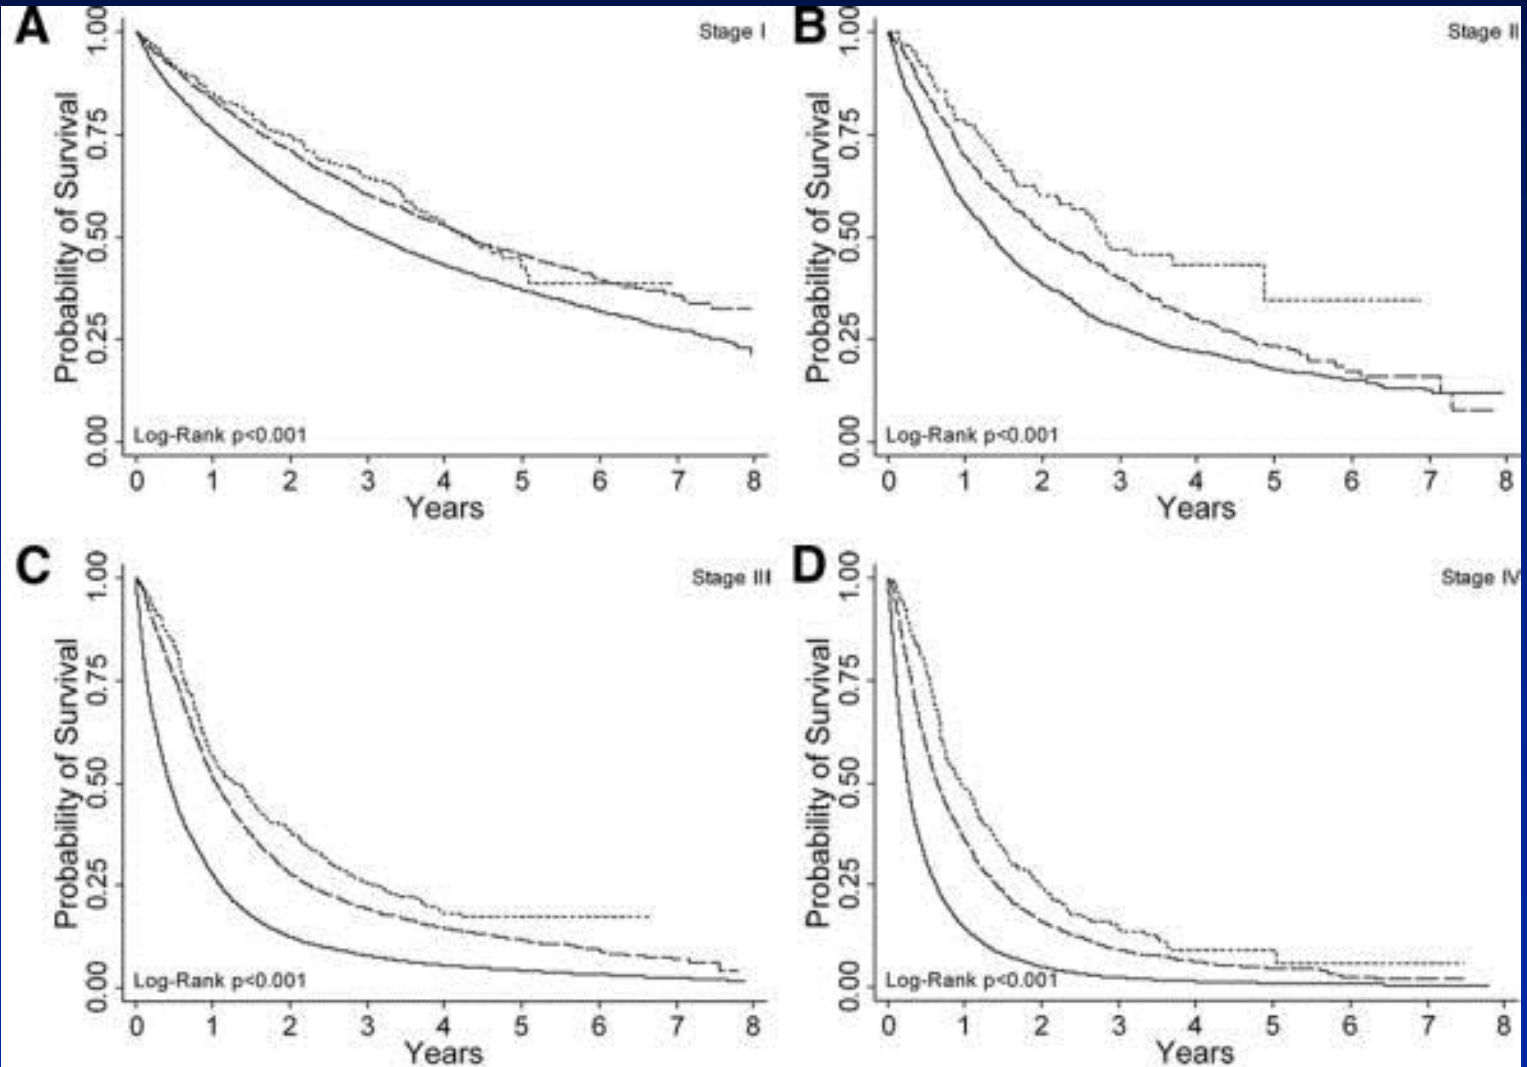 A
Stage I
Probability of Survival
1.00
0.75
0.50
0.25
0.00
Log-Rank p<0.001
0 1 2 3 4 5 6 7 8
Years
B
Stage II
Probability of Survival
1.00
0.75
0.50
0.25
0.00
Log-Rank p<0.001
0 1 2 3 4 5 6 7 8
Years
C
Stage III
Probability of Survival
1.00
0.75
0.50
0.25
0.00
Log-Rank p<0.001
0 1 2 3 4 5 6 7 8
Years
D
Stage IV
Probability of Survival
1.00
0.75
0.50
0.25
0.00
Log-Rank p<0.001
0 1 2 3 4 5 6 7 8
Years